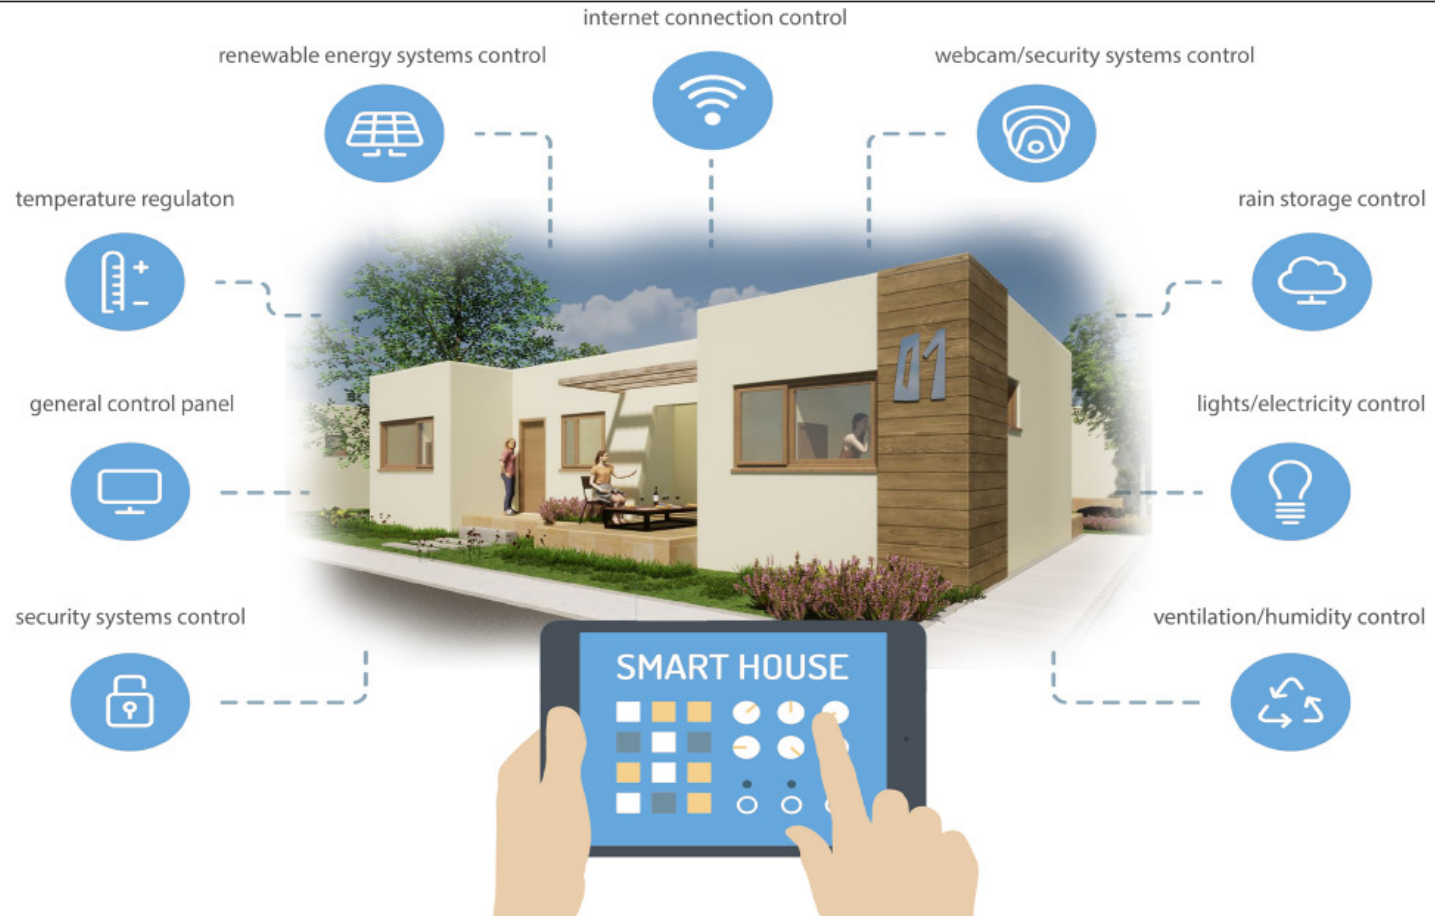 internet connection control
renewable energy systems control
webcam/security systems control
temperature regulaton
rain storage control
general control panel
lights/electricity control
security systems control
ventilation/humidity control
01
SMART HOUSE